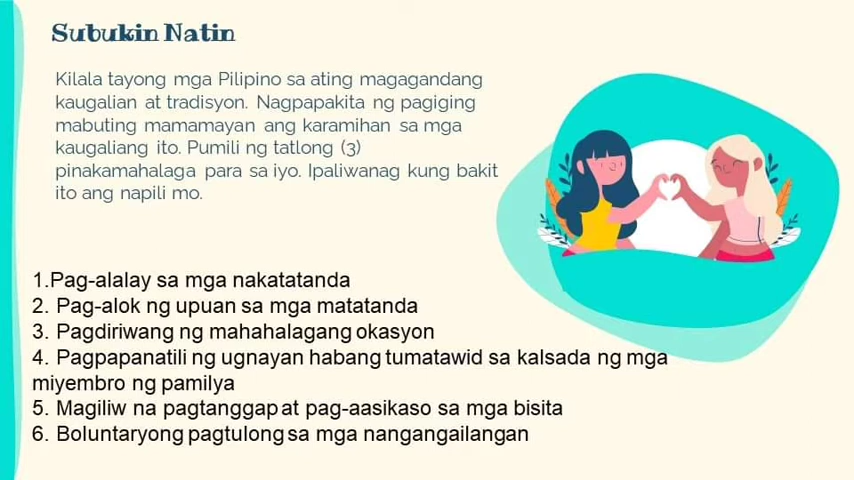 Subukin Natin
Kilala tayong mga Pilipino sa ating magagandang
kaugalian at tradisyon. Nagpapakita ng pagiging
mabuting mamamayan ang karamihan sa mga
kaugaliang ito. Pumili ng tatlong (3)
pinakamahalaga para sa iyo. Ipaliwanag kung bakit
ito ang napili mo.
1.Pag-alalay sa mga nakatatanda
2. Pag-alok ng upuan sa mga matatanda
3. Pagdiriwang ng mahahalagang okasyon
4. Pagpapanatili ng ugnayan habang tumatawid sa kalsada ng mga
miyembro ng pamilya
5. Magiliw na pagtanggap at pag-aasikaso sa mga bisita
6. Boluntaryong pagtulong sa mga nangangailangan